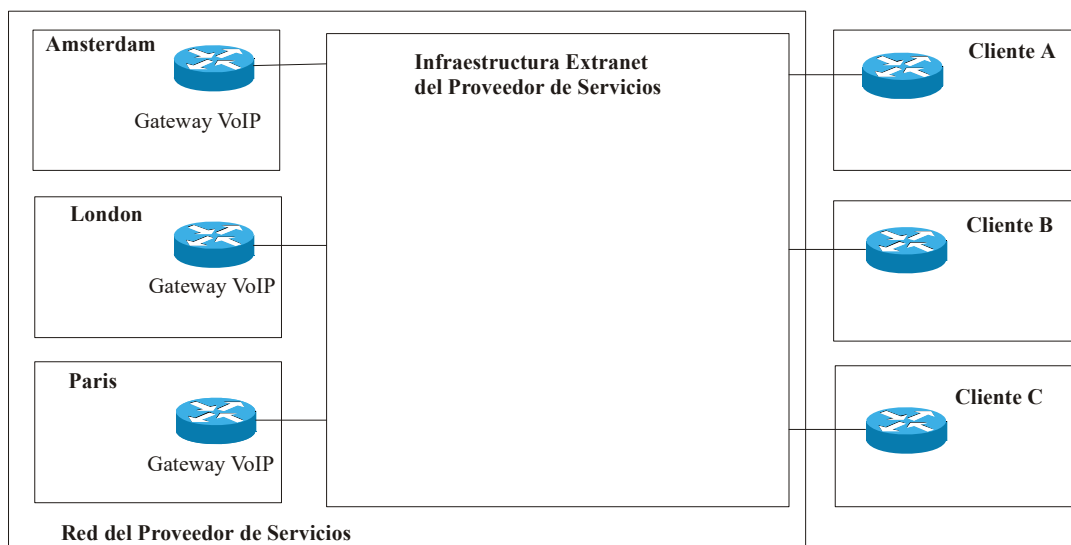 Amsterdam
Gateway VoIP
Infraestructura Extranet
del Proveedor de Servicios
Cliente A
London
Gateway VoIP
Cliente B
Paris
Gateway VoIP
Cliente C
Red del Proveedor de Servicios